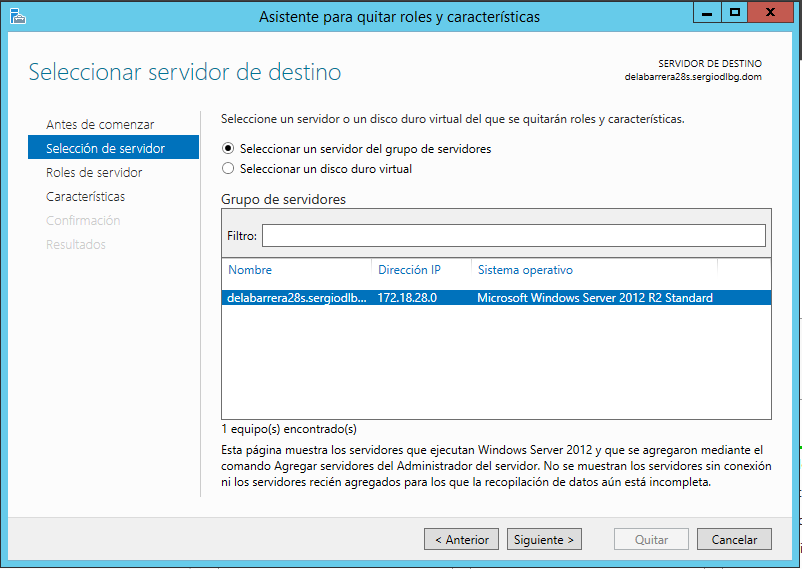 Asistente para quitar roles y características
Seleccionar servidor de destino
SERVIDOR DE DESTINO
delabarrera28s.sergiodlbg.dom
Antes de comenzar
Selección de servidor
Roles de servidor
Características
Confirmación
Resultados
Seleccione un servidor o un disco duro virtual del que se quitarán roles y características.
Seleccionar un servidor del grupo de servidores
Seleccionar un disco duro virtual
Grupo de servidores
Filtro:
Nombre Dirección IP Sistema operativo
delabarrera28s.sergiodlb... 172.18.28.0 Microsoft Windows Server 2012 R2 Standard
1 equipo(s) encontrado(s)
Esta página muestra los servidores que ejecutan Windows Server 2012 y que se agregaron mediante el
comando Agregar servidores del Administrador del servidor. No se muestran los servidores sin conexión
ni los servidores recién agregados para los que la recopilación de datos aún está incompleta.
< Anterior Siguiente > Quitar Cancelar